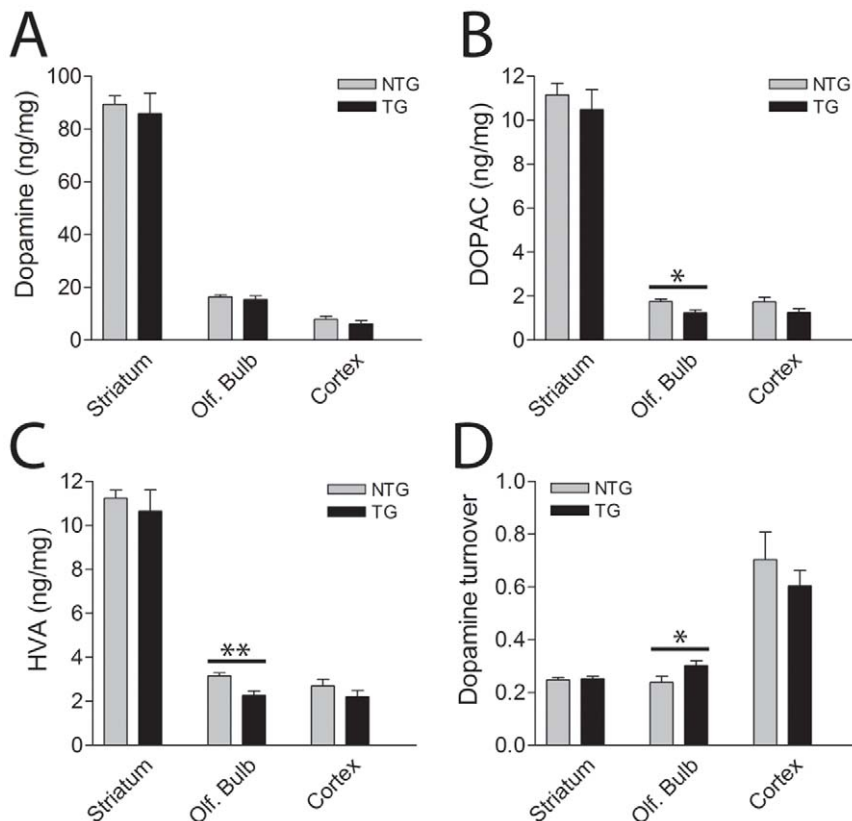 A
Dopamine (ng/mg)
100
80
60
40
20
0
NTG
TG
Striatum
Olf. Bulb
Cortex
B
DOPAC (ng/mg)
12
10
8
6
4
2
0
NTG
TG
*
Striatum
Olf. Bulb
Cortex
C
HVA (ng/mg)
12
10
8
6
4
2
0
NTG
TG
**
Striatum
Olf. Bulb
Cortex
D
Dopamine turnover
1.0
0.8
0.6
0.4
0.2
0.0
NTG
TG
*
Striatum
Olf. Bulb
Cortex